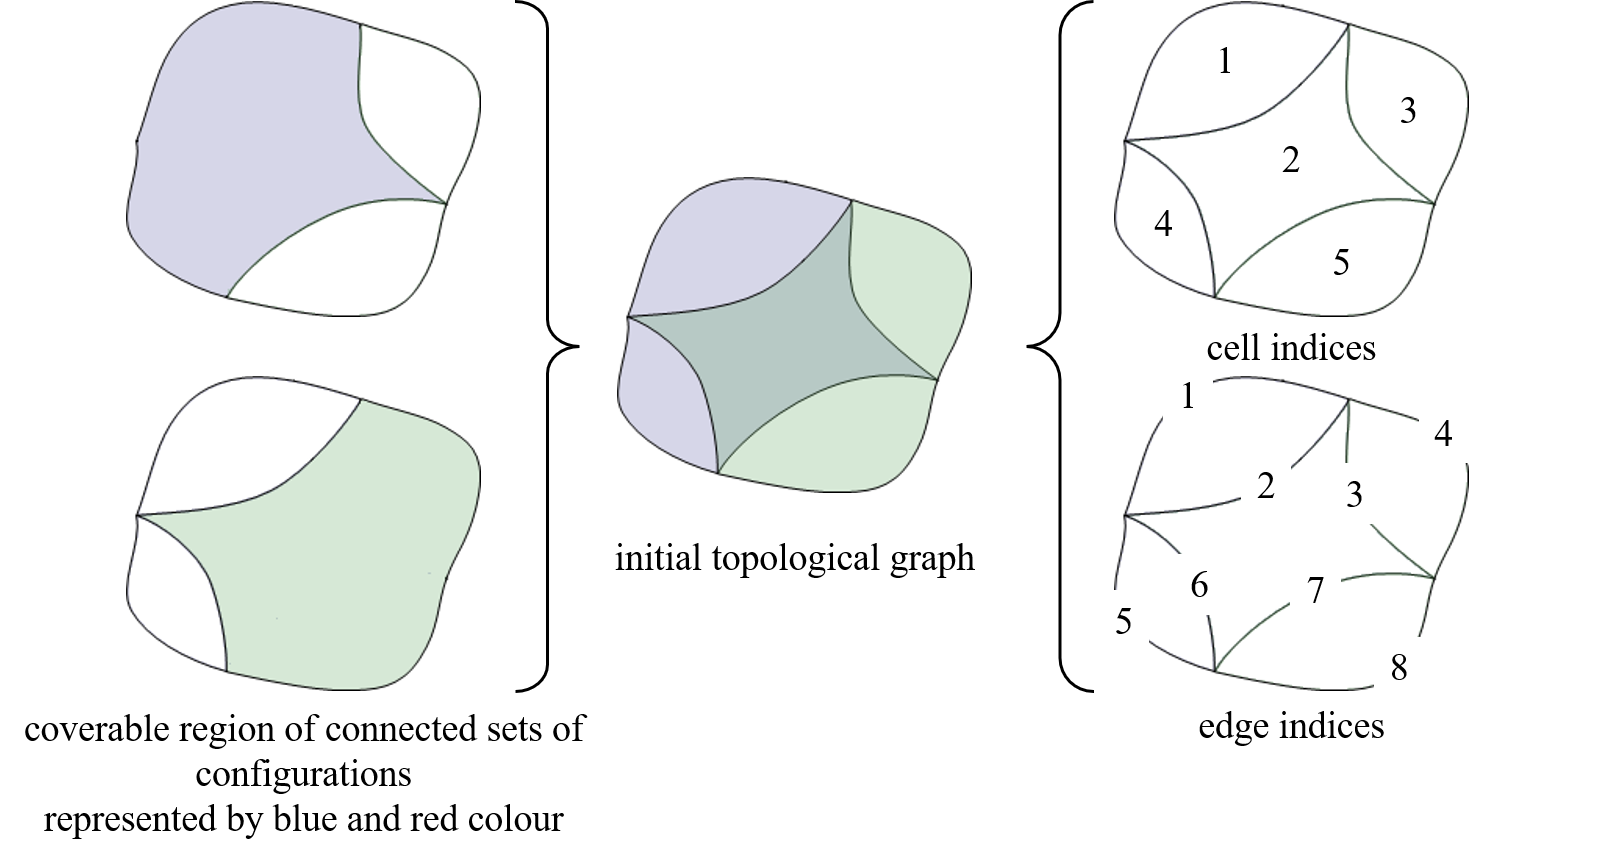 1
3
2
4
5
cell indices
1
4
2
3
6
7
5
8
edge indices
initial topological graph
coverable region of connected sets of
configurations
represented by blue and red colour